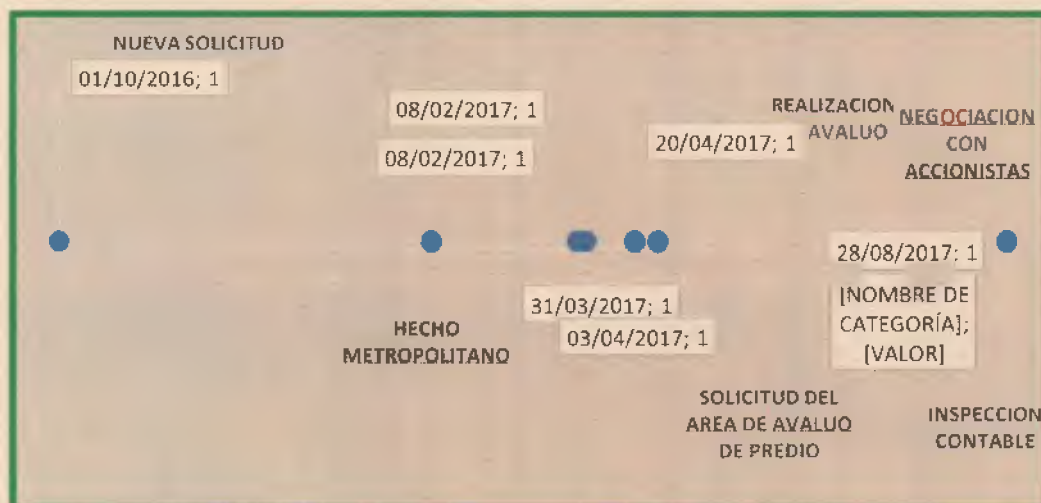 NUEVA SOLICITUD
01/10/2016; 1
08/02/2017; 1
08/02/2017; 1
20/04/2017; 1
REALIZACION
AVALUO
NEGOCIACION
CON
ACCIONISTAS
28/08/2017; 1
[NOMBRE DE
CATEGORÍA];
[VALOR]
31/03/2017; 1
03/04/2017; 1
HECHO
METROPOLITANO
SOLICITUD DEL
AREA DE AVALUO
DE PREDIO
INSPECCION
CONTABLE